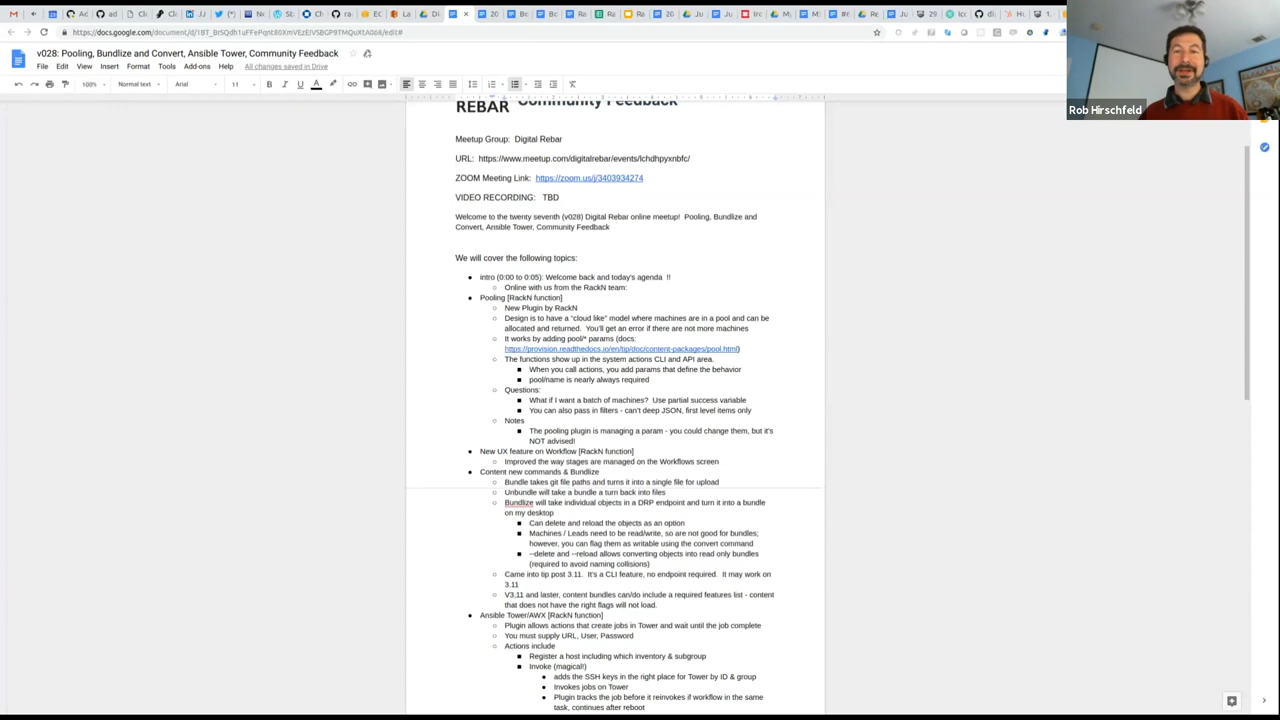 https://docs.google.com/document/d/1BT_BrSQdh1uFFePqnt80XmVEzEIVSBGP9TMCEtZtA068/edit#
v028: Pooling, Bundlize and Convert, Ansible Tower, Community Feedback
File Edit View Insert Format Tools Add-ons Help All changes saved in Drive
100% Normal text Arial 11
Rob Hirschfeld
REBAR Community Feedback
Meetup Group: Digital Rebar
URL: https://www.meetup.com/digitalrebar/events/lchdhpyxnbfc/
ZOOM Meeting Link: https://zoom.us/j/3403934274
VIDEO RECORDING: TBD
Welcome to the twenty seventh (v028) Digital Rebar online meetup! Pooling, Bundlize and
Convert, Ansible Tower, Community Feedback
We will cover the following topics:
● intro (0:00 to 0:05): Welcome back and today's agenda !!
○ Online with us from the RackN team:
● Pooling [RackN function]
○ New Plugin by RackN
○ Design is to have a "cloud like" model where machines are in a pool and can be
allocated and returned. You'll get an error if there are not more machines
○ It works by adding pool/* params (docs:
https://provision.readthedocs.io/en/tip/doc/content-packages/pool.html)
○ The functions show up in the system actions CLI and API area.
■ When you call actions, you add params that define the behavior
■ pool/name is nearly always required
○ Questions:
■ What if I want a batch of machines? Use partial success variable
■ You can also pass in filters - can't deep JSON, first level items only
○ Notes
■ The pooling plugin is managing a param - you could change them, but it's
NOT advised!
● New UX feature on Workflow [RackN function]
○ Improved the way stages are managed on the Workflows screen
● Content new commands & Bundlize
○ Bundle takes git file paths and turns it into a single file for upload
○ Unbundle will take a bundle a turn back into files
○ Bundlize will take individual objects in a DRP endpoint and turn it into a bundle
on my desktop
■ Can delete and reload the objects as an option
■ Machines / Leads need to be read/write, so are not good for bundles;
however, you can flag them as writable using the convert command
■ --delete and --reload allows converting objects into read only bundles
(required to avoid naming collisions)
○ Came into tip post 3.11. It's a CLI feature, no endpoint required. It may work on
3.11
○ V3.11 and laster, content bundles can/do include a required features list - content
that does not have the right flags will not load.
● Ansible Tower/AWX [RackN function]
○ Plugin allows actions that create jobs in Tower and wait until the job complete
○ You must supply URL, User, Password
○ Actions include
■ Register a host including which inventory & subgroup
■ Invoke (magical!)
● adds the SSH keys in the right place for Tower by ID & group
● Invokes jobs on Tower
● Plugin tracks the job before it reinvokes if workflow in the same
task, continues after reboot